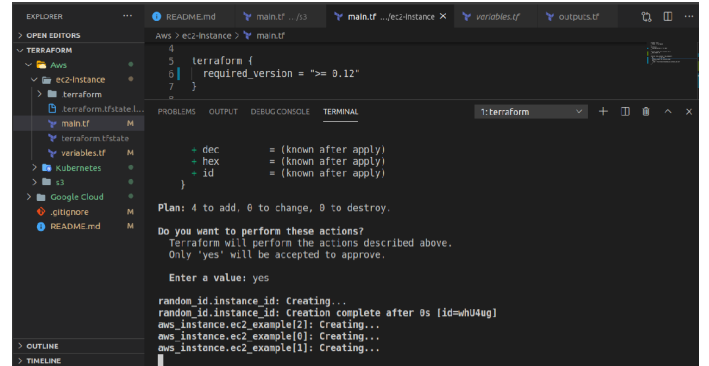 EXPLORER ...
OPEN EDITORS
TERRAFORM
Aws
ec2-instance
.terraform
.terraform.tfstate.l...
main.tf M
terraform.tfstate
variables.tf M
Kubernetes
s3
Google Cloud
.gitignore M
README.md M
OUTLINE
TIMELINE
README.md main.tf .../s3 main.tf .../ec2-instance variables.tf outputs.tf
Aws > ec2-instance > main.tf
4
5 terraform {
6 required_version = ">= 0.12"
7 }
PROBLEMS OUTPUT DEBUG CONSOLE TERMINAL 1: terraform
+ dec = (known after apply)
+ hex = (known after apply)
+ id = (known after apply)
}
Plan: 4 to add, 0 to change, 0 to destroy.
Do you want to perform these actions?
Terraform will perform the actions described above.
Only 'yes' will be accepted to approve.
Enter a value: yes
random_id.instance_id: Creating...
random_id.instance_id: Creation complete after 0s [id=whU4ug]
aws_instance.ec2_example[2]: Creating...
aws_instance.ec2_example[0]: Creating...
aws_instance.ec2_example[1]: Creating...